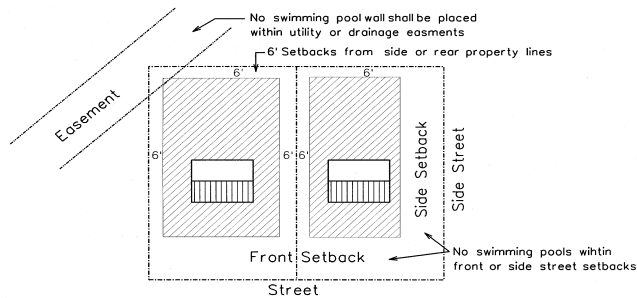 No swimming pool wall shall be placed
within utility or drainage easments
6' Setbacks from side or rear property lines
6'
6'
Easement
6'
6'
6'
Side Setback
Side Street
Front Setback
No swimming pools wihtin
front or side street setbacks
Street